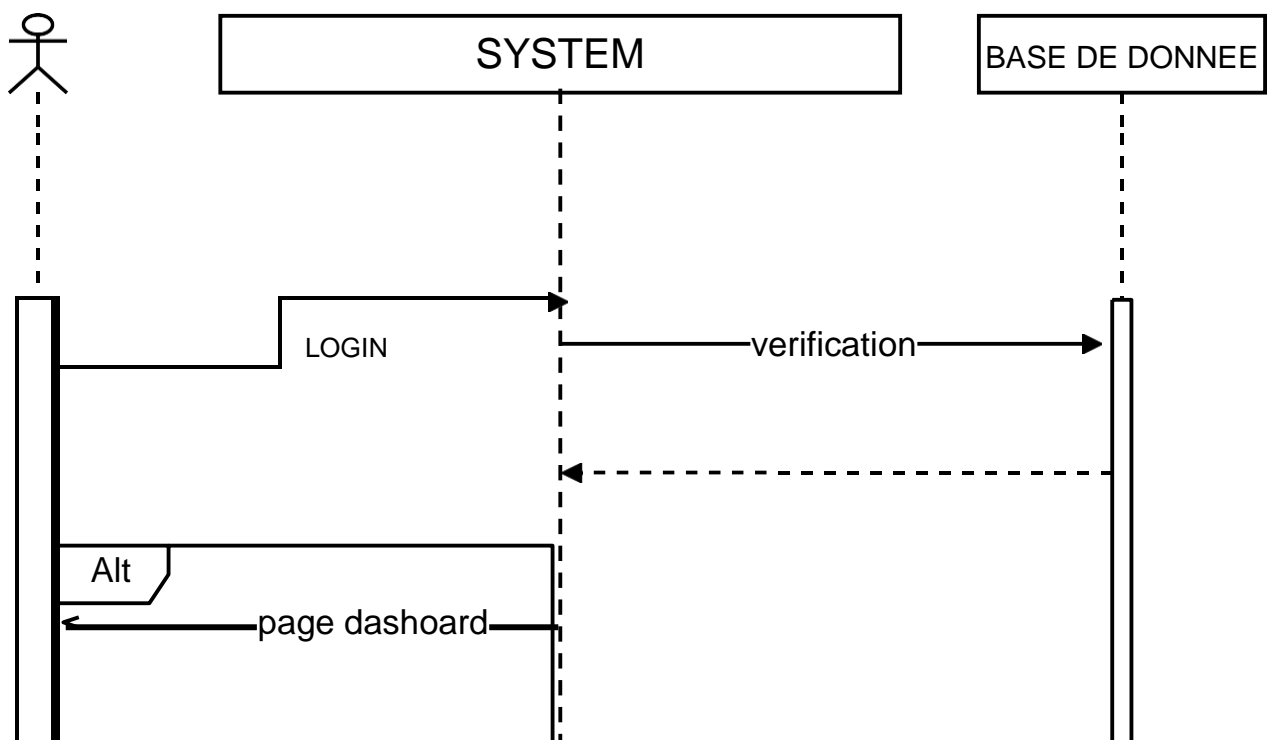 SYSTEM
BASE DE DONNEE
LOGIN
verification
Alt
page dashoard